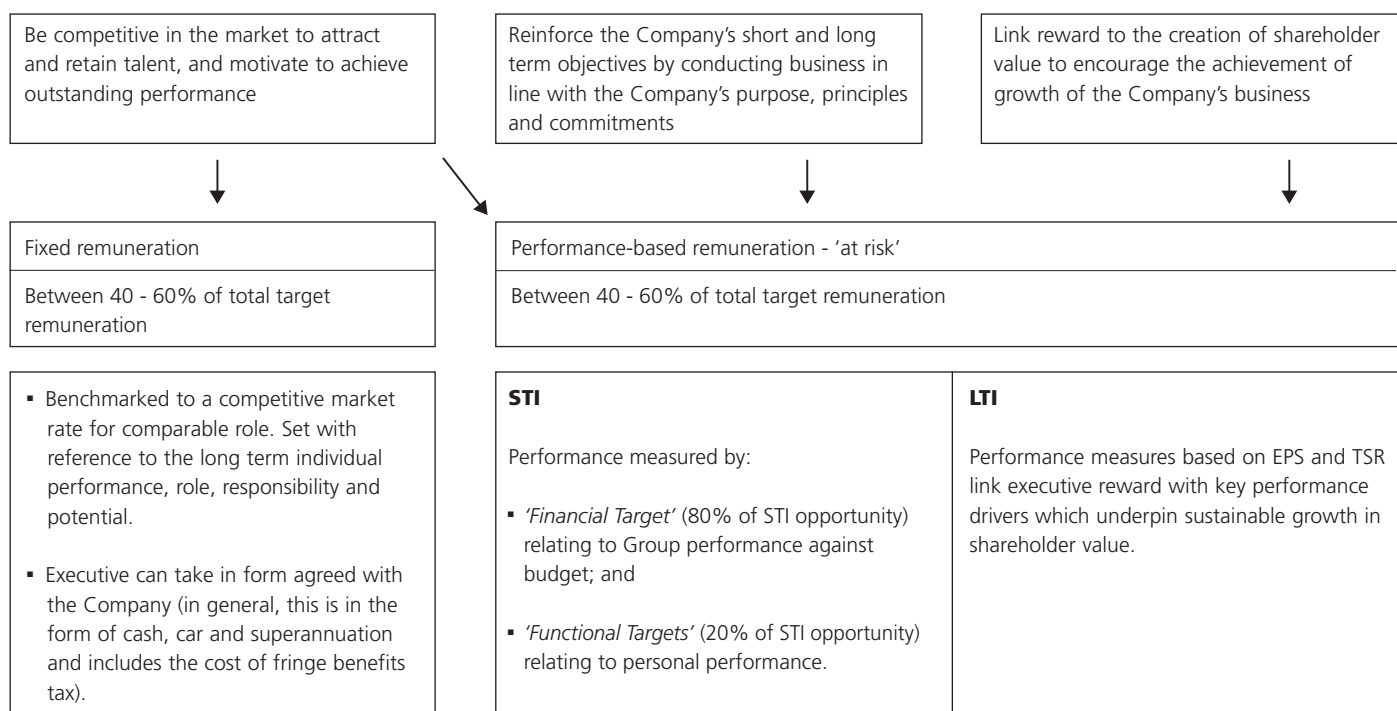 Be competitive in the market to attract
and retain talent, and motivate to achieve
outstanding performance
Reinforce the Company’s short and long
term objectives by conducting business in
line with the Company’s purpose, principles
and commitments
Link reward to the creation of shareholder
value to encourage the achievement of
growth of the Company’s business
Fixed remuneration
Between 40 - 60% of total target
remuneration
Performance-based remuneration - ‘at risk’
Between 40 - 60% of total target remuneration
▪ Benchmarked to a competitive market
rate for comparable role. Set with
reference to the long term individual
performance, role, responsibility and
potential.
▪ Executive can take in form agreed with
the Company (in general, this is in the
form of cash, car and superannuation
and includes the cost of fringe benefits
tax).
STI
Performance measured by:
▪ ‘Financial Target’ (80% of STI opportunity)
relating to Group performance against
budget; and
▪ ‘Functional Targets’ (20% of STI opportunity)
relating to personal performance.
LTI
Performance measures based on EPS and TSR
link executive reward with key performance
drivers which underpin sustainable growth in
shareholder value.